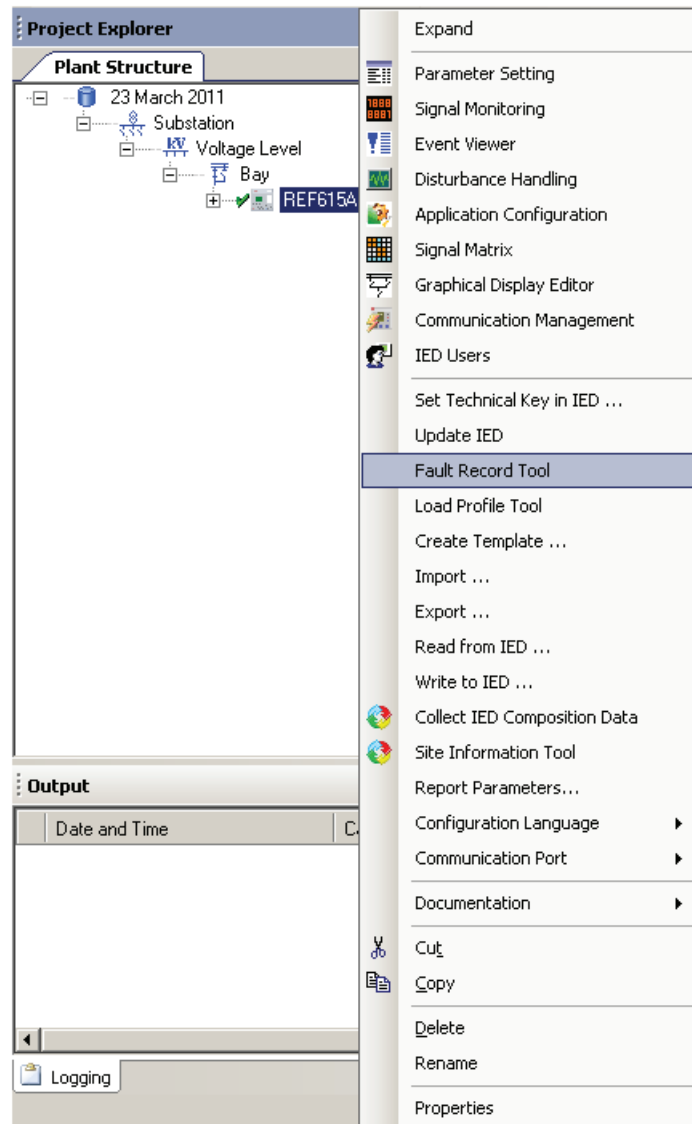 Project Explorer
Plant Structure
23 March 2011
Substation
Voltage Level
Bay
REF615A
Output
Date and Time
Logging
Expand
Parameter Setting
Signal Monitoring
Event Viewer
Disturbance Handling
Application Configuration
Signal Matrix
Graphical Display Editor
Communication Management
IED Users
Set Technical Key in IED ...
Update IED
Fault Record Tool
Load Profile Tool
Create Template ...
Import ...
Export ...
Read from IED ...
Write to IED ...
Collect IED Composition Data
Site Information Tool
Report Parameters...
Configuration Language
Communication Port
Documentation
Cut
Copy
Delete
Rename
Properties